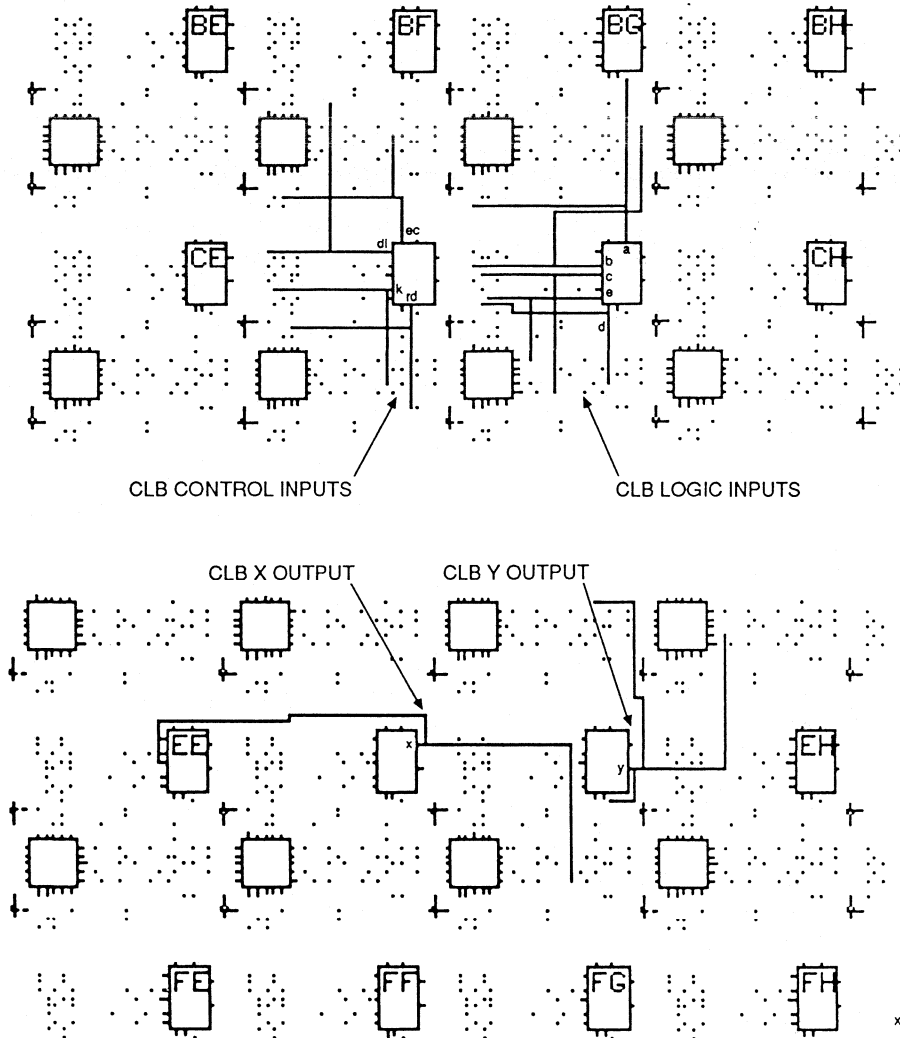 BE BF BG BH
ec
di
a
CE
b
CH
c
k
e
rd
d
CLB CONTROL INPUTS CLB LOGIC INPUTS
CLB X OUTPUT CLB Y OUTPUT
EE x EH
y
FE FF FG FH
x